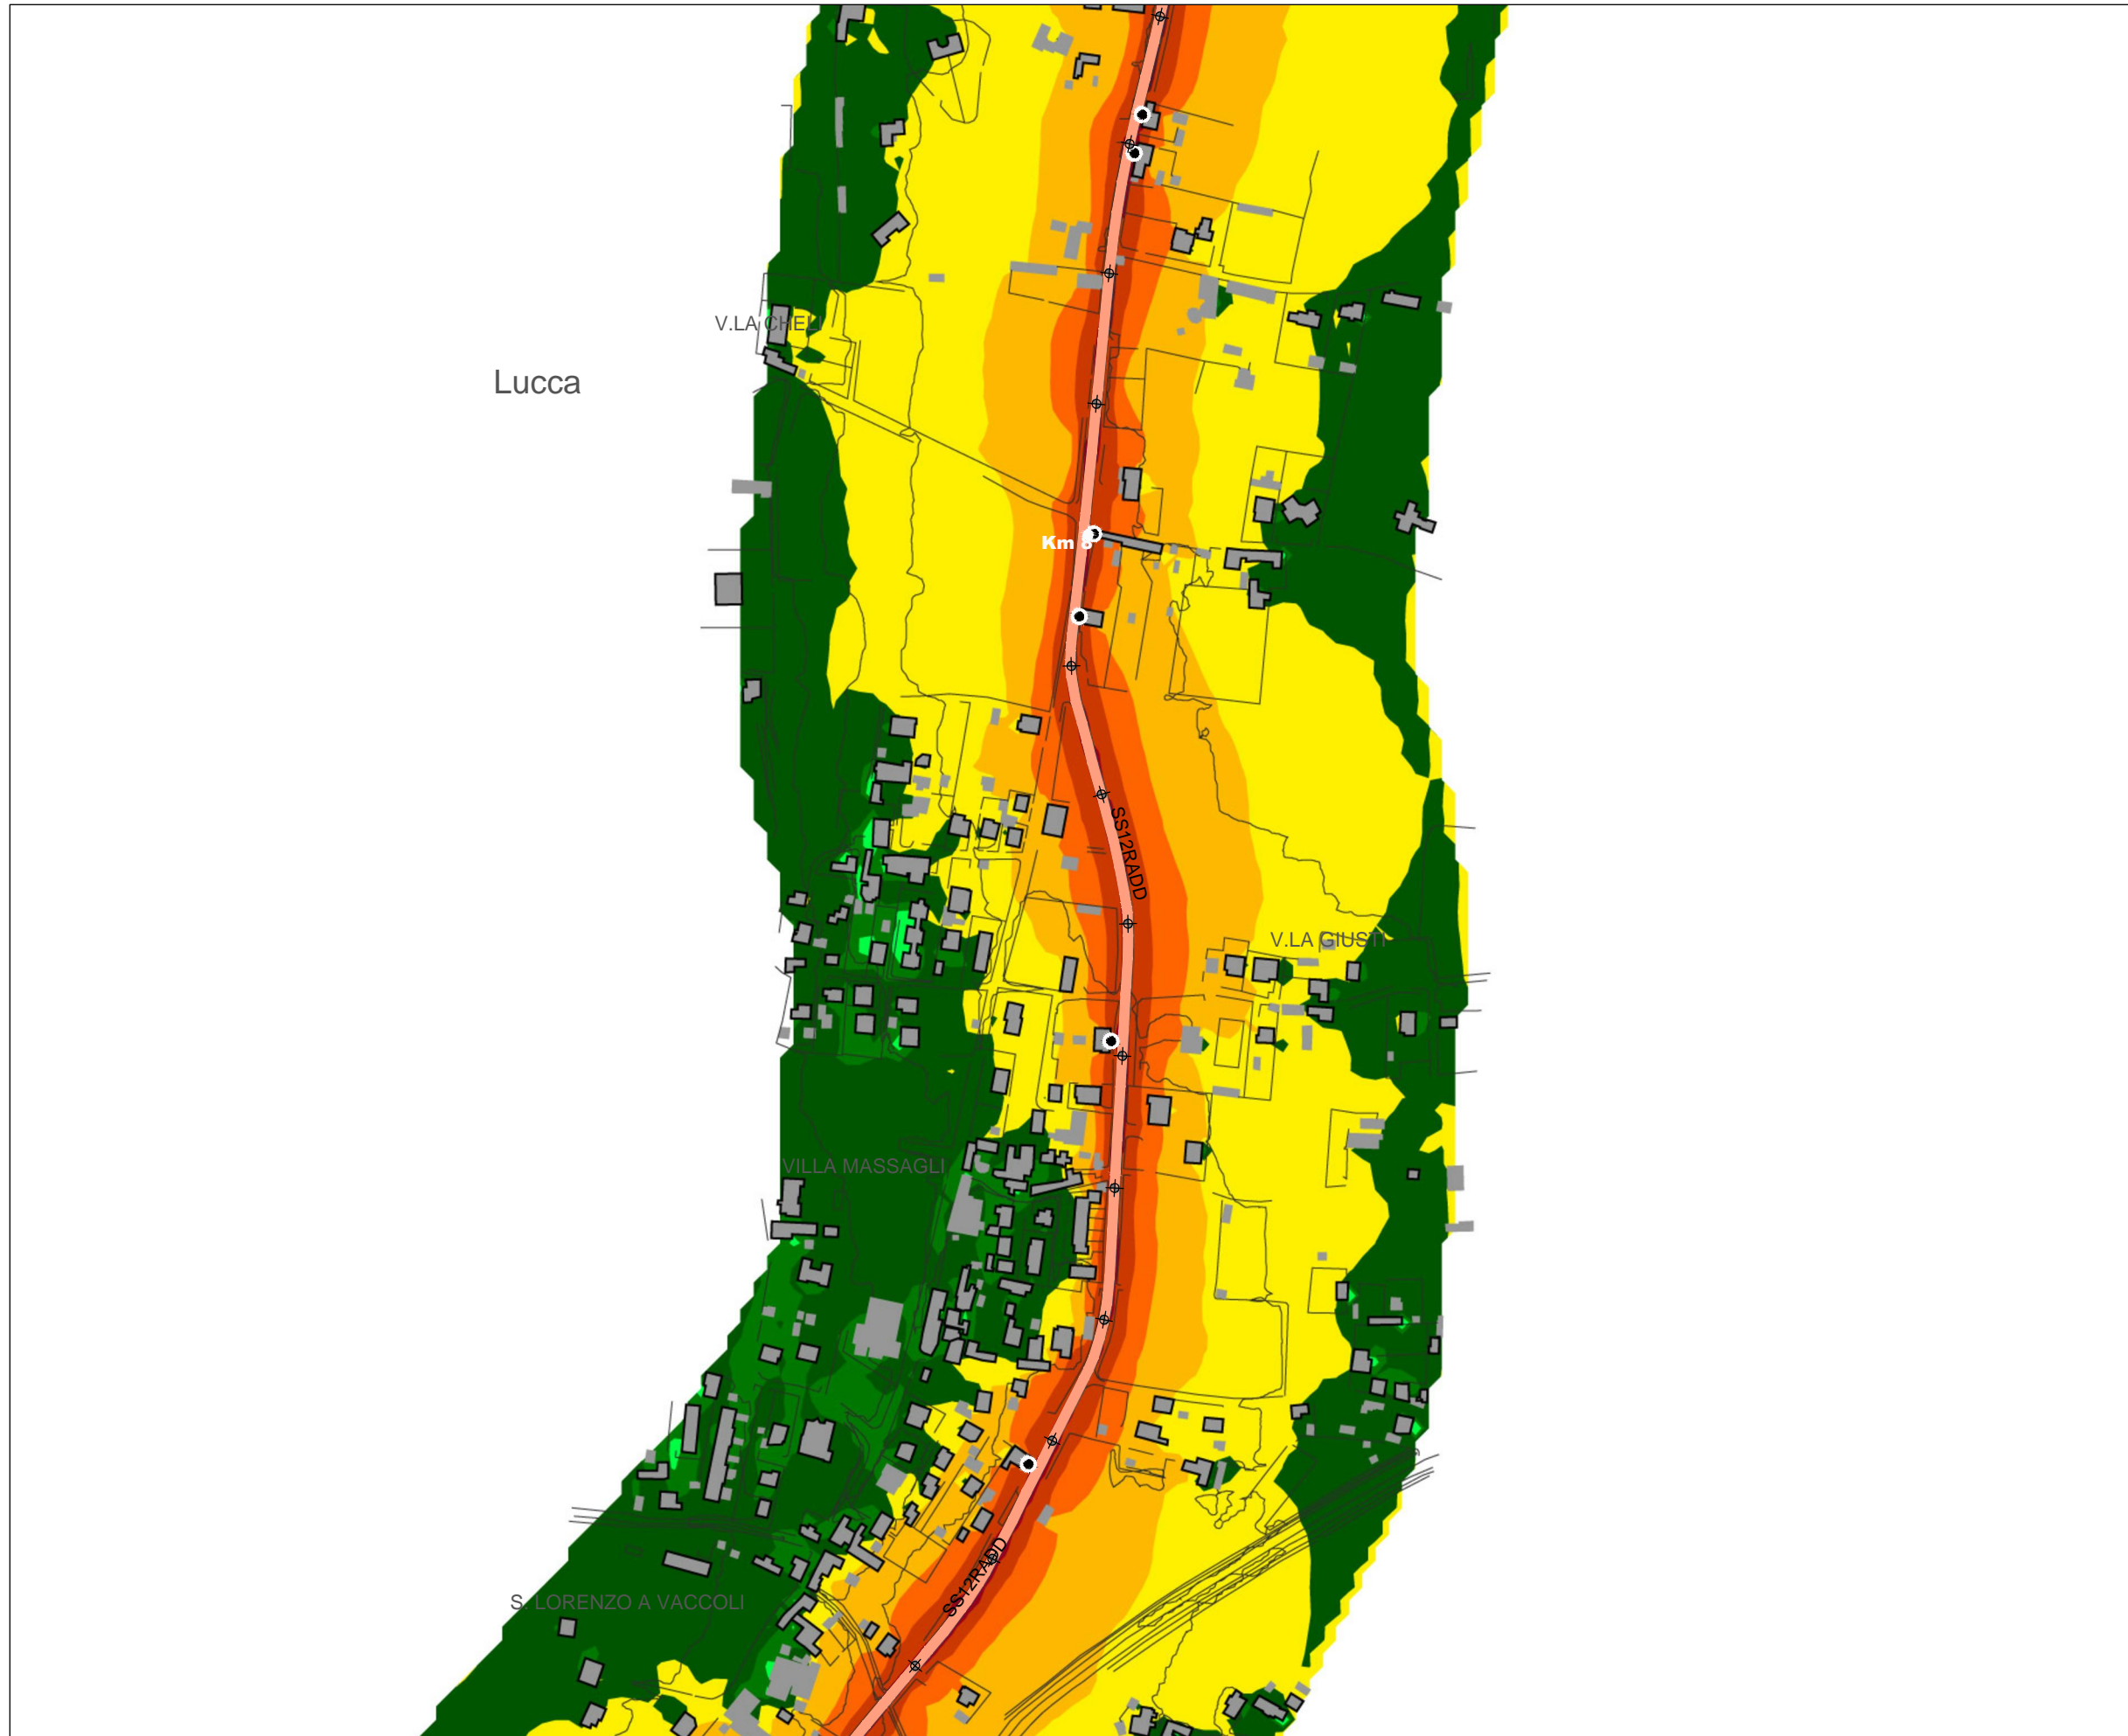 V.LA CHELI
Lucca
Km 8
SS12RADD
V.LA GIUSTI
VILLA MASSAGLI
SS12RADD
S. LORENZO A VACCOLI